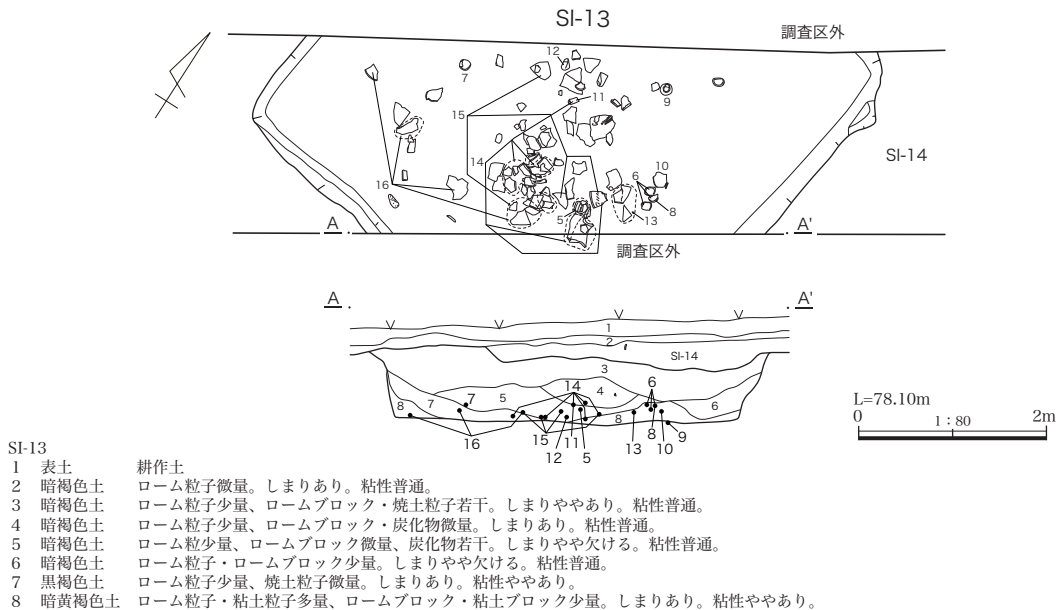 SI-13
調査区外
12
7
11
9
15
SI-14
14
10
6
16
8
5
13
A A'
調査区外
A A'
1
2
SI-14
3
14 6
4
7 5
8 7 8 6
L=78.10m
0 1:80 2m
16 15 11 13 8 10 9
12 5
SI-13
1 表土 耕作土
2 暗褐色土 ローム粒子微量。しまりあり。粘性普通。
3 暗褐色土 ローム粒子少量、ロームブロック・焼土粒子若干。しまりややあり。粘性普通。
4 暗褐色土 ローム粒子少量、ロームブロック・炭化物微量。しまりあり。粘性普通。
5 暗褐色土 ローム粒少量、ロームブロック微量、炭化物若干。しまりやや欠ける。粘性普通。
6 暗褐色土 ローム粒子・ロームブロック少量。しまりやや欠ける。粘性普通。
7 黒褐色土 ローム粒子少量、焼土粒子微量。しまりあり。粘性ややあり。
8 暗黄褐色土 ローム粒子・粘土粒子多量、ロームブロック・粘土ブロック少量。しまりあり。粘性ややあり。